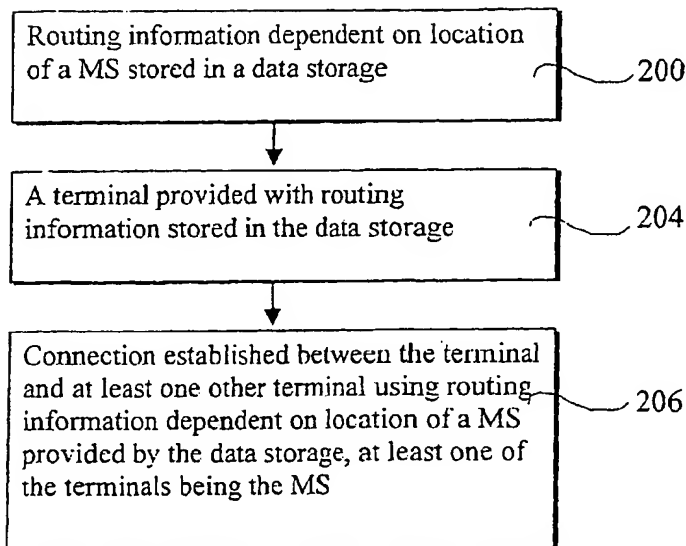 Routing information dependent on location
of a MS stored in a data storage
200
A terminal provided with routing
information stored in the data storage
204
Connection established between the terminal
and at least one other terminal using routing
information dependent on location of a MS
provided by the data storage, at least one of
the terminals being the MS
206